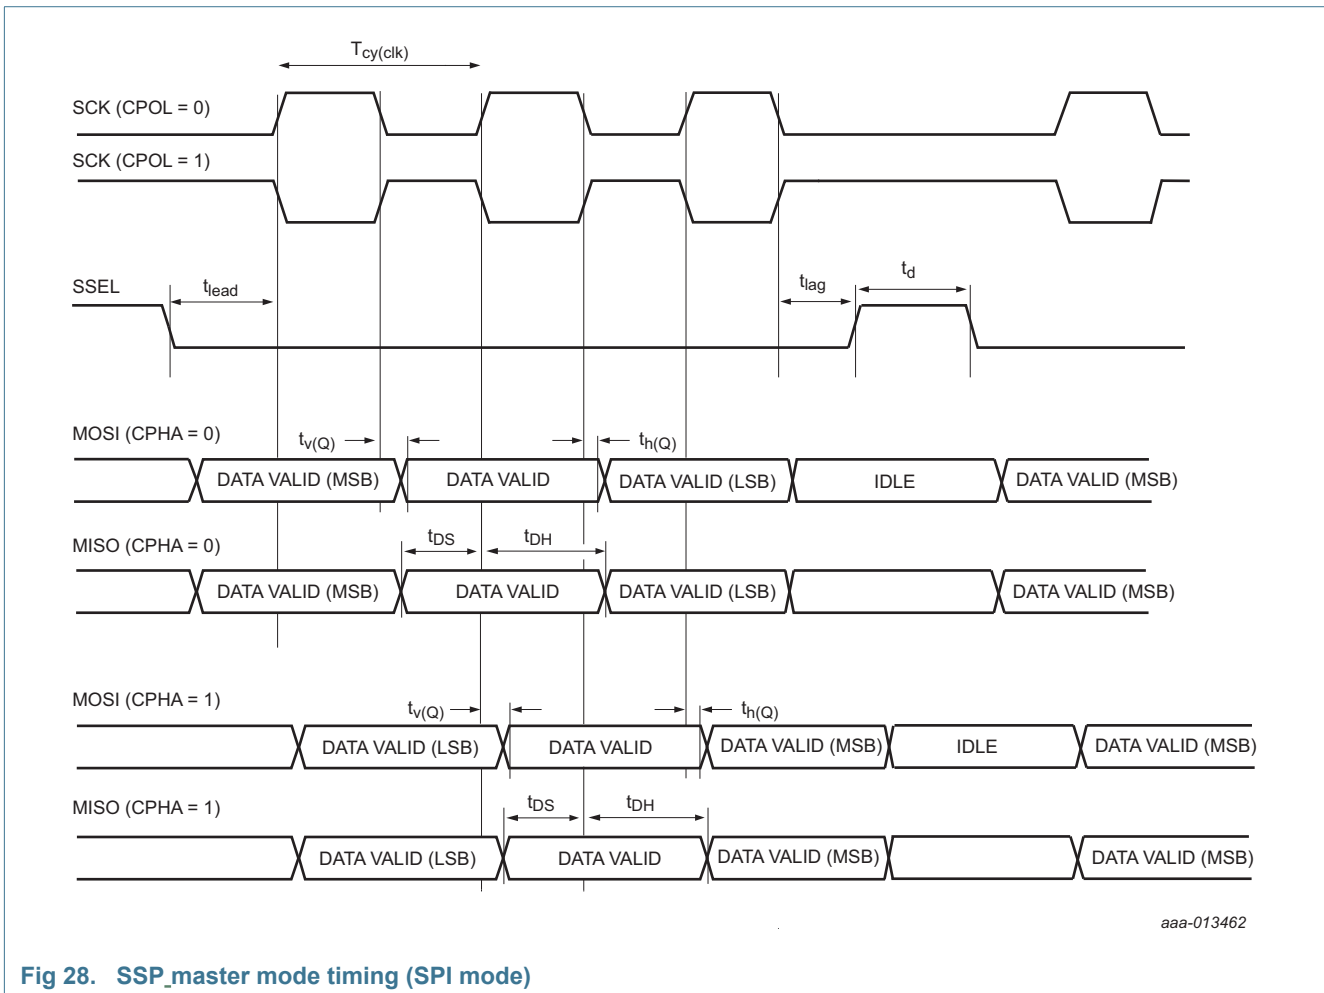 Tcy(clk)
SCK (CPOL = 0)
SCK (CPOL = 1)
SSEL
tlead
tlag
td
MOSI (CPHA = 0)
tv(Q)
th(Q)
DATA VALID (MSB)
DATA VALID
DATA VALID (LSB)
IDLE
DATA VALID (MSB)
MISO (CPHA = 0)
tDS
tDH
DATA VALID (MSB)
DATA VALID
DATA VALID (LSB)
DATA VALID (MSB)
MOSI (CPHA = 1)
tv(Q)
th(Q)
DATA VALID (LSB)
DATA VALID
DATA VALID (MSB)
IDLE
DATA VALID (MSB)
MISO (CPHA = 1)
tDS
tDH
DATA VALID (LSB)
DATA VALID
DATA VALID (MSB)
DATA VALID (MSB)
aaa-013462
Fig 28. SSP_master mode timing (SPI mode)